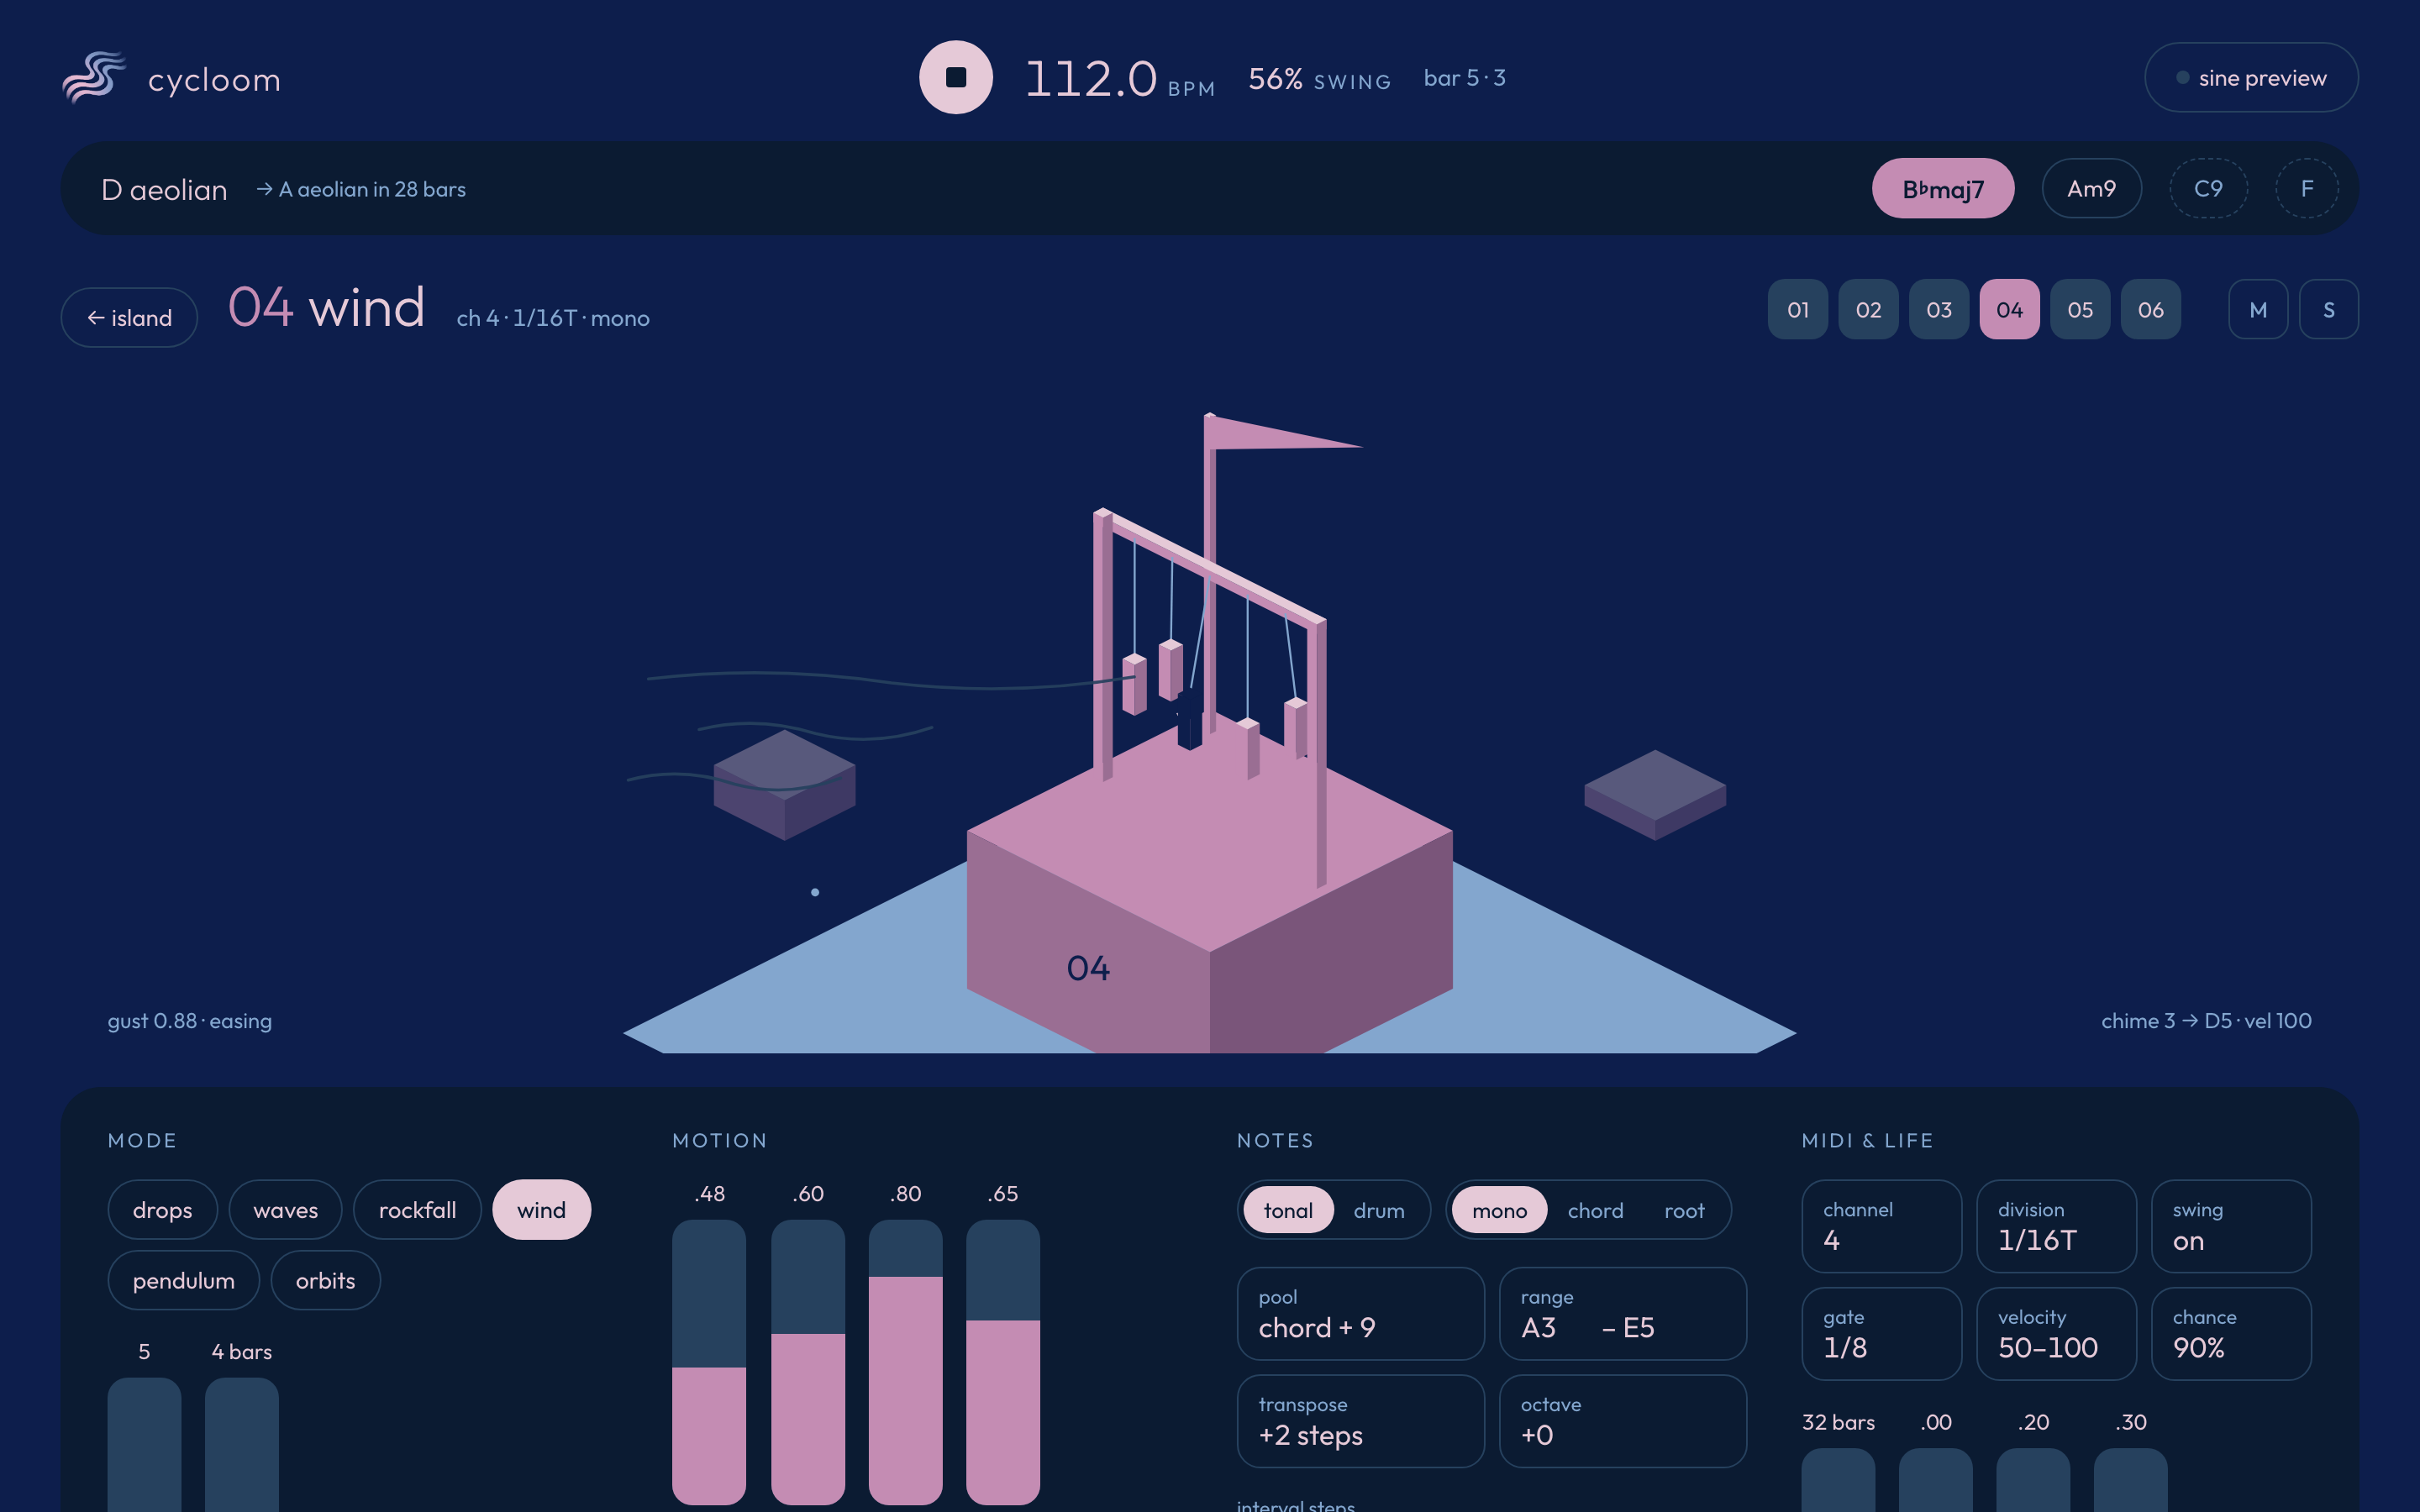 cycloom
112.0 BPM 56% SWING bar 5·3
sine preview
D aeolian → A aeolian in 28 bars
B♭maj7 Am9 C9 F
← island 04 wind ch 4·1/16T·mono
01 02 03 04 05 06 M S
04
gust 0.88·easing
chime 3 → D5·vel 100
MODE
drops waves rockfall wind
pendulum orbits
5 4 bars
MOTION
.48 .60 .80 .65
NOTES
tonal drum mono chord root
pool
chord + 9
range
A3 – E5
transpose
+2 steps
octave
+0
interval steps
MIDI & LIFE
channel
4
division
1/16T
swing
on
gate
1/8
velocity
50–100
chance
90%
32 bars .00 .20 .30